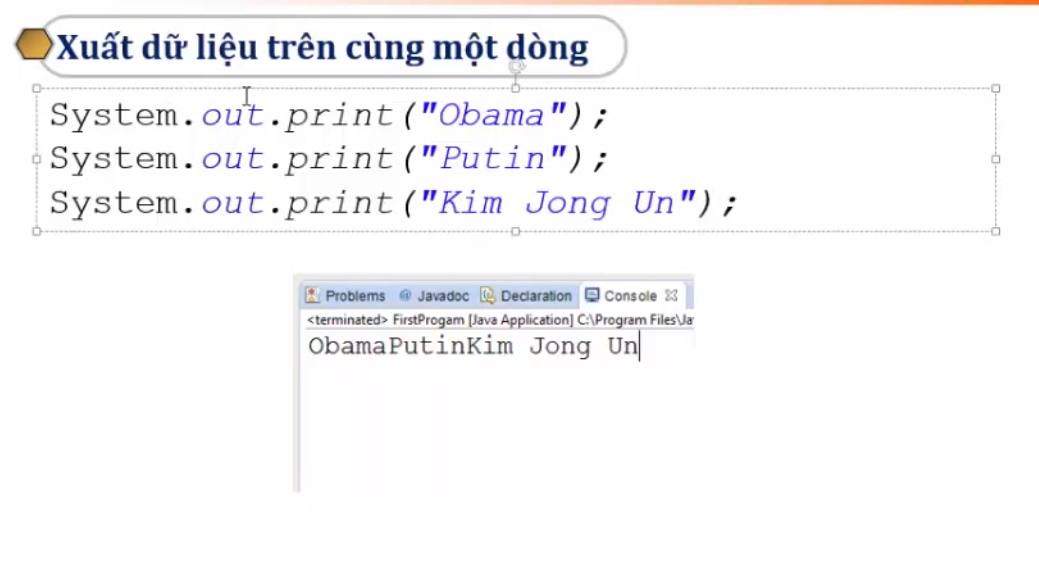 Xuất dữ liệu trên cùng một dòng
System.out.print("Obama");
System.out.print("Putin");
System.out.print("Kim Jong Un");
Problems @ Javadoc Declaration Console
<terminated> FirstProgam [Java Application] C:\Program Files\Ja
ObamaPutinKim Jong Un